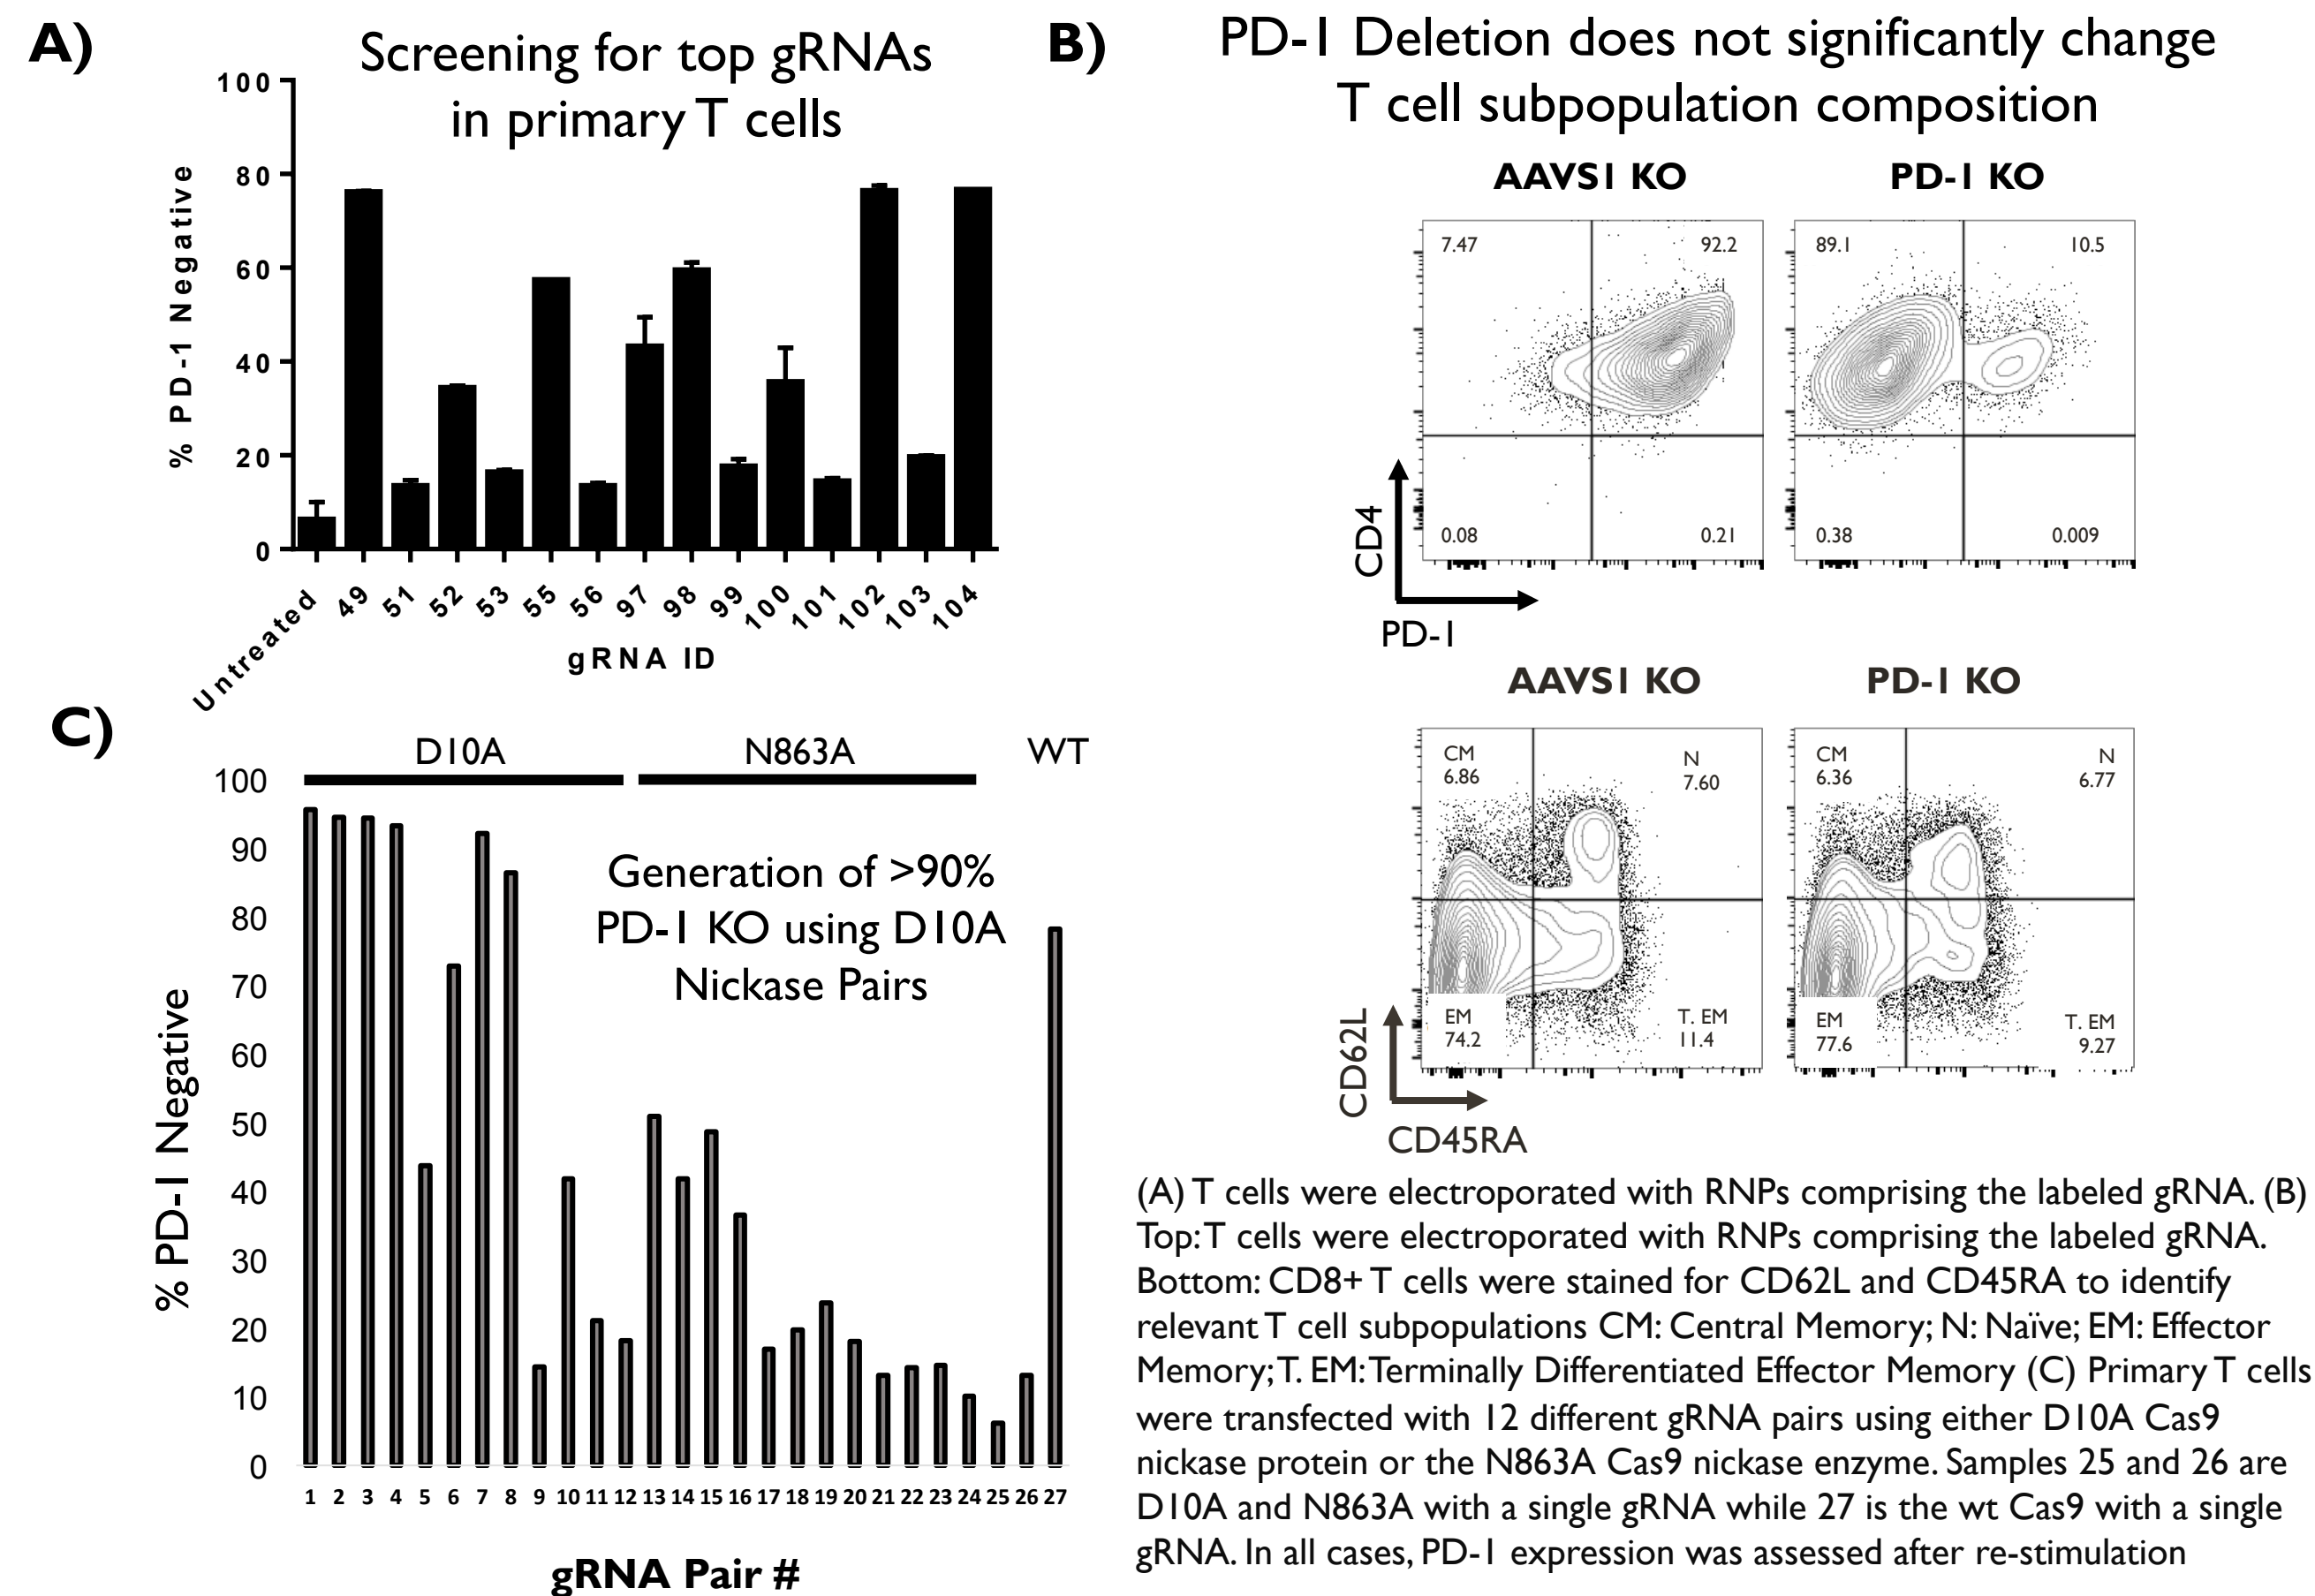 A)
Screening for top gRNAs
in primary T cells
100
80
60
40
20
0
% PD-1 Negative
Untreated 49 51 52 53 55 56 97 98 99 100 101 102 103 104
gRNA ID
B)
PD-1 Deletion does not significantly change
T cell subpopulation composition
AAVS1 KO
PD-1 KO
7.47 92.2
0.08 0.21
89.1 10.5
0.38 0.009
CD4
PD-1
AAVS1 KO
PD-1 KO
CM N
6.86 7.60
EM T. EM
74.2 11.4
CM N
6.36 6.77
EM T. EM
77.6 9.27
CD62L
CD45RA
C)
D10A N863A WT
100
90
80
70
60
50
40
30
20
10
0
% PD-1 Negative
Generation of >90%
PD-1 KO using D10A
Nickase Pairs
1 2 3 4 5 6 7 8 9 10 11 12 13 14 15 16 17 18 19 20 21 22 23 24 25 26 27
gRNA Pair #
(A) T cells were electroporated with RNPs comprising the labeled gRNA. (B)
Top: T cells were electroporated with RNPs comprising the labeled gRNA.
Bottom: CD8+ T cells were stained for CD62L and CD45RA to identify
relevant T cell subpopulations CM: Central Memory; N: Naïve; EM: Effector
Memory; T. EM: Terminally Differentiated Effector Memory (C) Primary T cells
were transfected with 12 different gRNA pairs using either D10A Cas9
nickase protein or the N863A Cas9 nickase enzyme. Samples 25 and 26 are
D10A and N863A with a single gRNA while 27 is the wt Cas9 with a single
gRNA. In all cases, PD-1 expression was assessed after re-stimulation